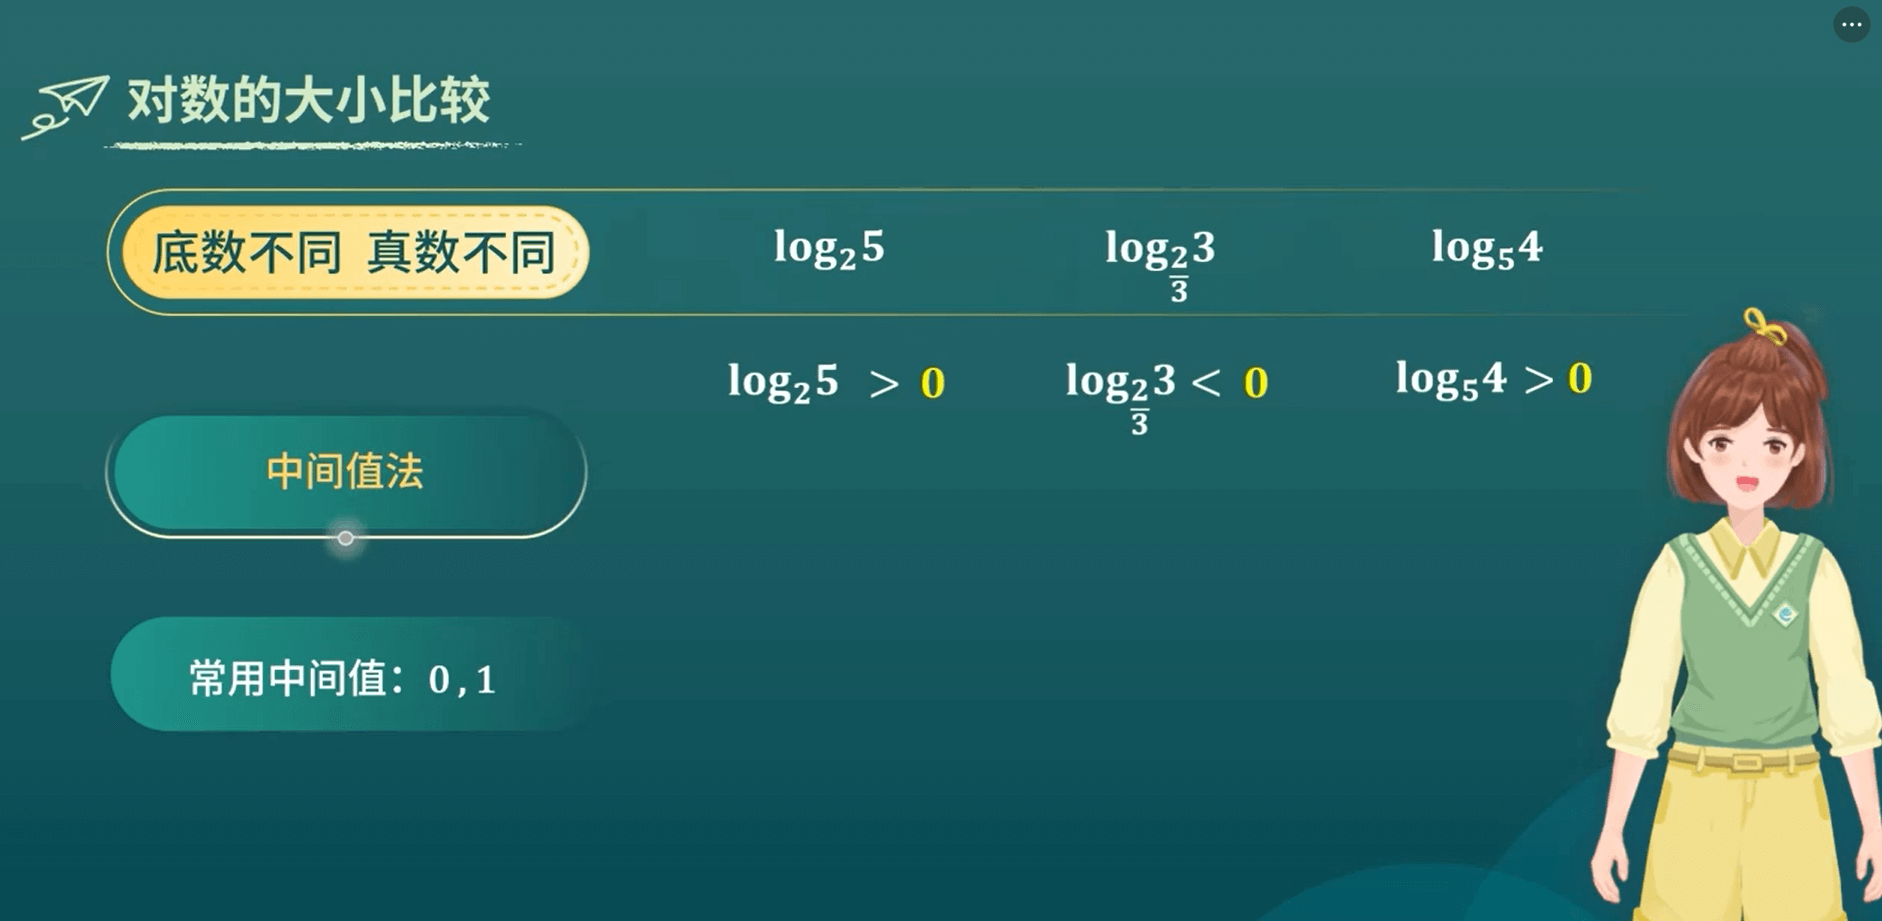 对数的大小比较
底数不同 真数不同 log₂5 log_{2/3}3 log₅4
log₂5 > 0 log_{2/3}3 < 0 log₅4 > 0
中间值法
常用中间值：0,1